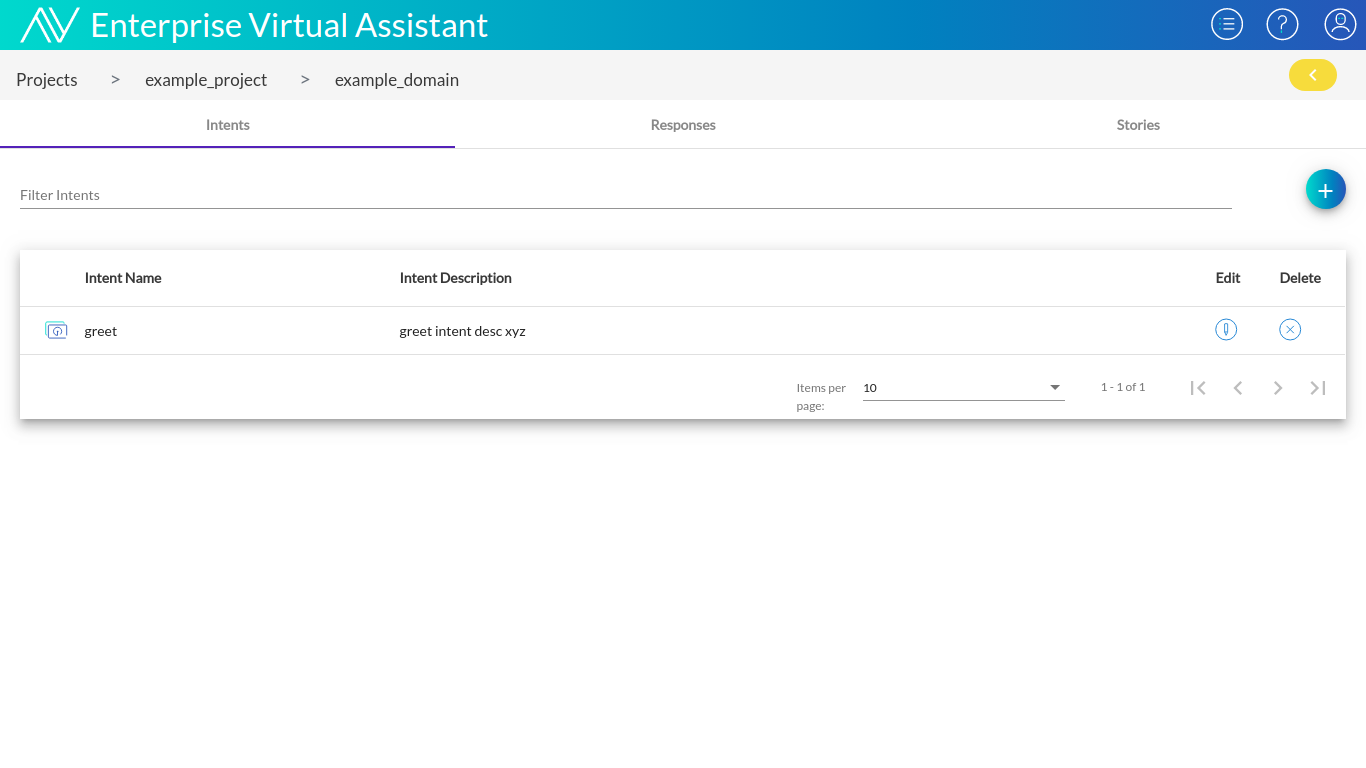 Enterprise Virtual Assistant
Projects > example_project > example_domain
Intents Responses Stories
Filter Intents
Intent Name Intent Description Edit Delete
greet greet intent desc xyz
Items per page: 10 1 - 1 of 1